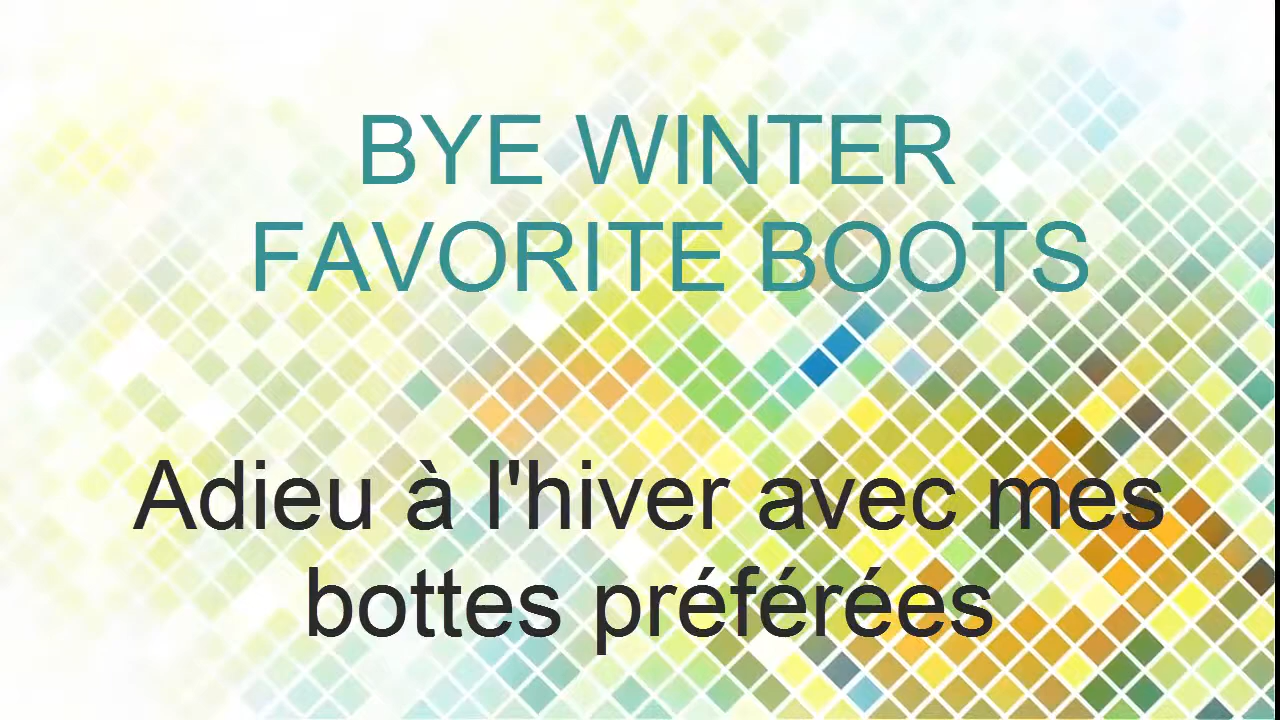 BYE WINTER
FAVORITE BOOTS
Adieu à l'hiver avec mes
bottes préférées